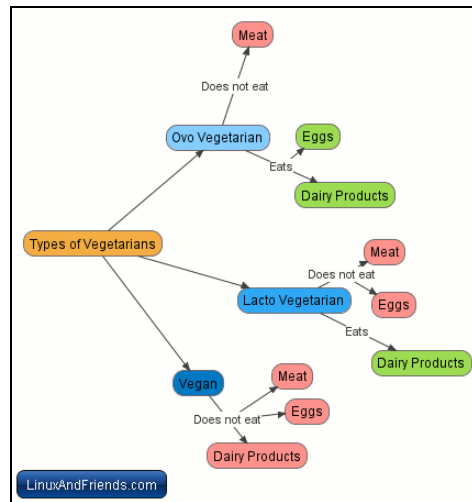 Meat
Does not eat
Ovo Vegetarian
Eggs
Eats
Dairy Products
Types of Vegetarians
Meat
Does not eat
Lacto Vegetarian
Eggs
Eats
Dairy Products
Vegan
Meat
Does not eat
Eggs
Dairy Products
LinuxAndFriends.com